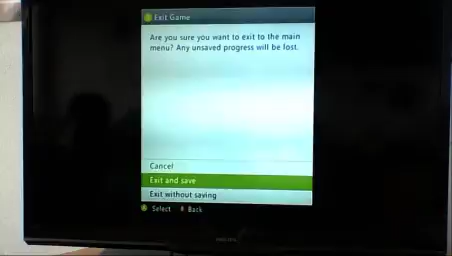 Exit Game
Are you sure you want to exit to the main
menu? Any unsaved progress will be lost.
Cancel
Exit and save
Exit without saving
A Select B Back
PHILIPS